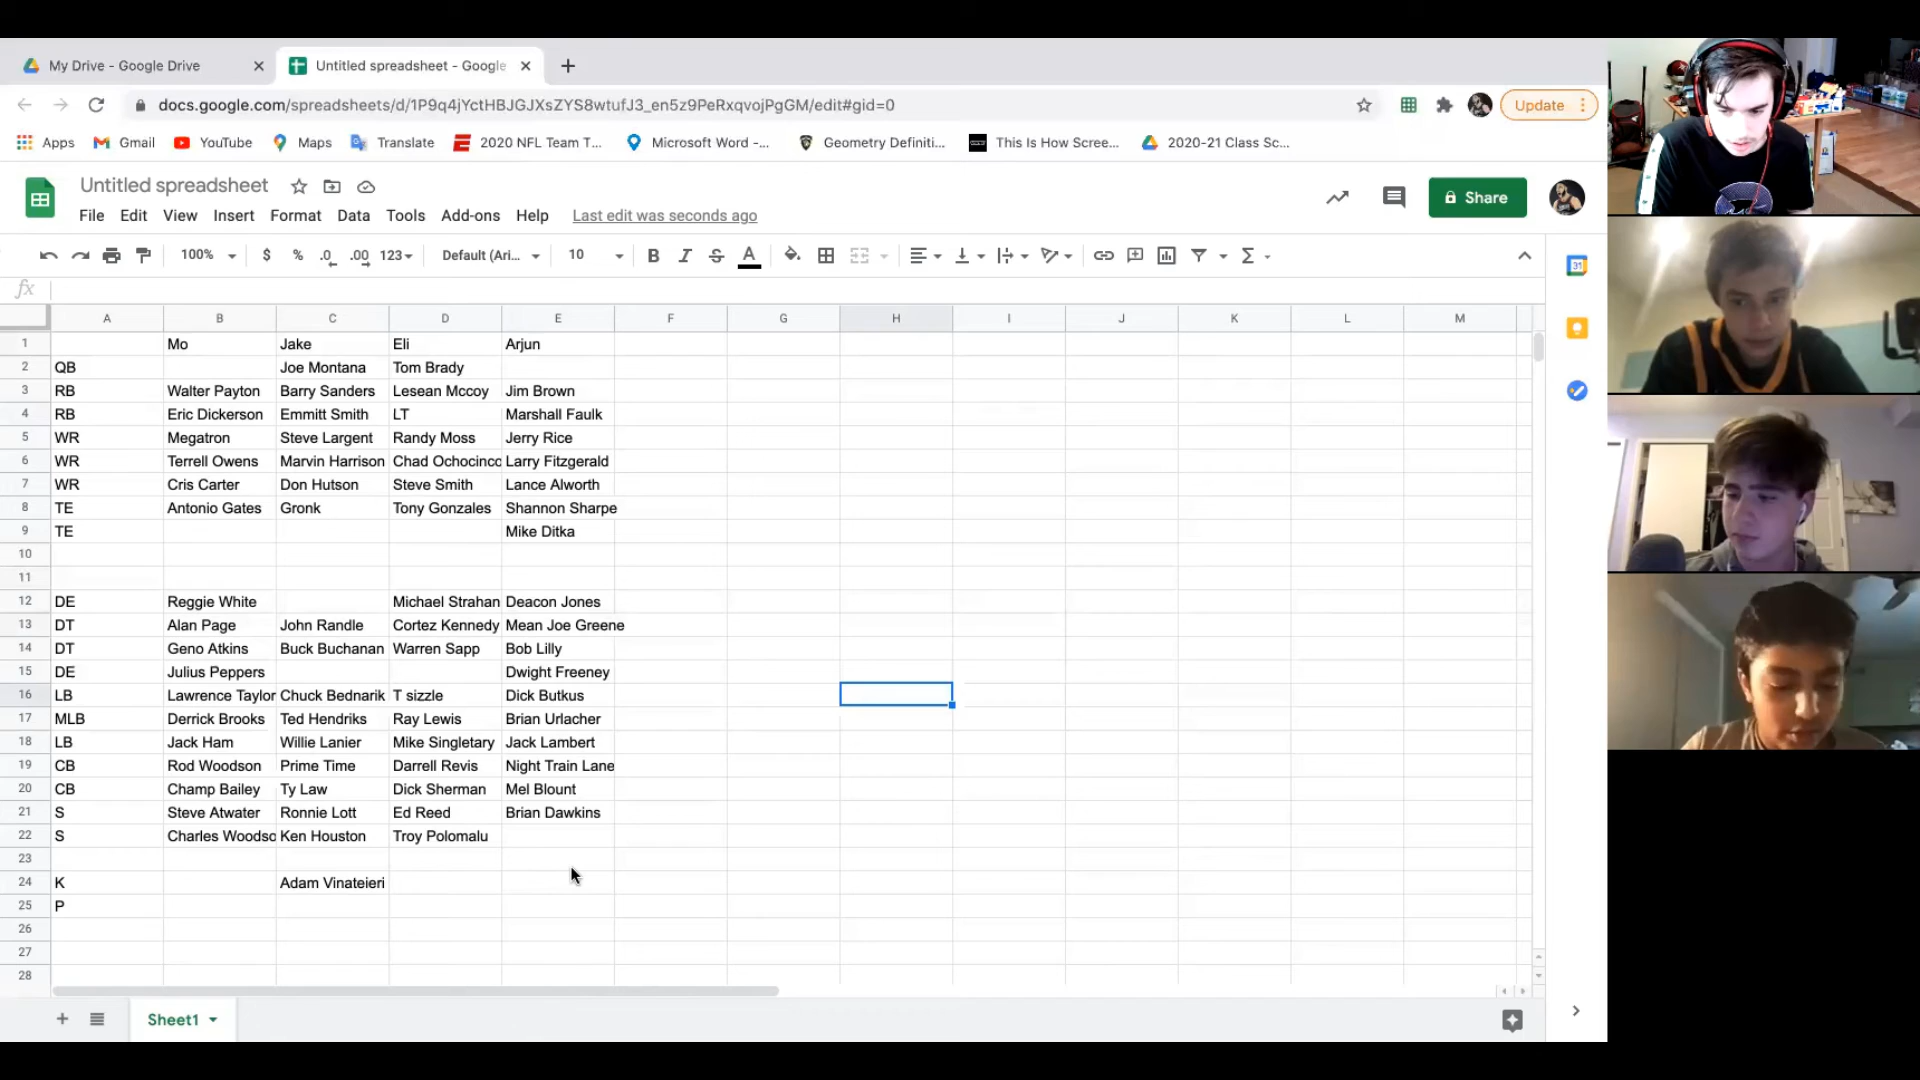 My Drive - Google Drive
Untitled spreadsheet - Google
docs.google.com/spreadsheets/d/1P9q4jYctHBJGJXsZYS8wtufJ3_en5z9PeRxqvojPgGM/edit#gid=0
Update
Apps Gmail YouTube Maps Translate 2020 NFL Team T... Microsoft Word -... Geometry Definiti... This Is How Scree... 2020-21 Class Sc...
Untitled spreadsheet
Share
File Edit View Insert Format Data Tools Add-ons Help Last edit was seconds ago
100% $ % .0 .00 123 Default (Ari... 10 B I S A
fx
A B C D E F G H I J K L M
1 Mo Jake Eli Arjun
2 QB Joe Montana Tom Brady
3 RB Walter Payton Barry Sanders Lesean Mccoy Jim Brown
4 RB Eric Dickerson Emmitt Smith LT Marshall Faulk
5 WR Megatron Steve Largent Randy Moss Jerry Rice
6 WR Terrell Owens Marvin Harrison Chad Ochocinco Larry Fitzgerald
7 WR Cris Carter Don Hutson Steve Smith Lance Alworth
8 TE Antonio Gates Gronk Tony Gonzales Shannon Sharpe
9 TE Mike Ditka
10
11
12 DE Reggie White Michael Strahan Deacon Jones
13 DT Alan Page John Randle Cortez Kennedy Mean Joe Greene
14 DT Geno Atkins Buck Buchanan Warren Sapp Bob Lilly
15 DE Julius Peppers Dwight Freeney
16 LB Lawrence Taylor Chuck Bednarik T sizzle Dick Butkus
17 MLB Derrick Brooks Ted Hendriks Ray Lewis Brian Urlacher
18 LB Jack Ham Willie Lanier Mike Singletary Jack Lambert
19 CB Rod Woodson Prime Time Darrell Revis Night Train Lane
20 CB Champ Bailey Ty Law Dick Sherman Mel Blount
21 S Steve Atwater Ronnie Lott Ed Reed Brian Dawkins
22 S Charles Woodso Ken Houston Troy Polomalu
23
24 K Adam Vinateieri
25 P
26
27
28
Sheet1
31